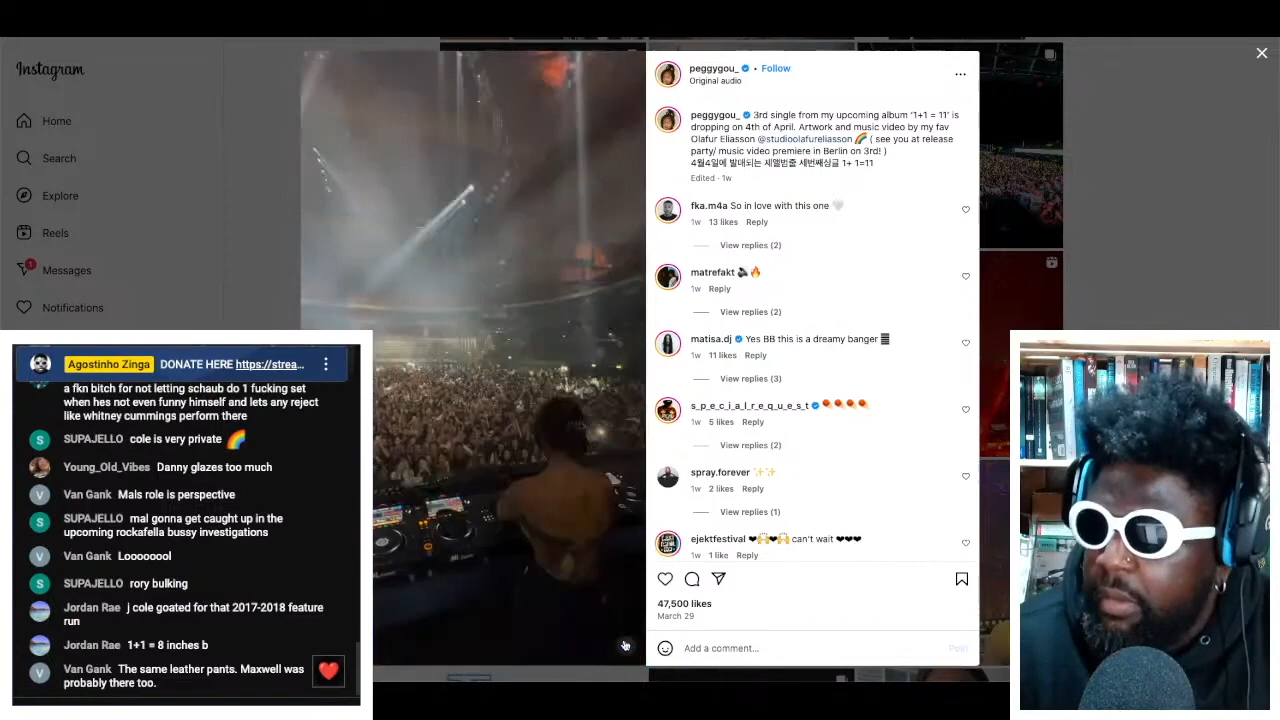 Instagram
Home
Search
Explore
Reels
1
Messages
Notifications
peggygou_ • Follow
Original audio
peggygou_ 3rd single from my upcoming album '1+1 = 11' is
dropping on 4th of April. Artwork and music video by my fav
Olafur Eliasson @studioolafureliasson 🌈 ( see you at release
party/ music video premiere in Berlin on 3rd! )
4월4일에 발매되는 제앨범줄 세번째싱글 1+ 1=11
Edited · 1w
fka.m4a So in love with this one 🤍
1w 13 likes Reply
View replies (2)
matrefakt 🔊🔥
1w Reply
View replies (2)
matisa.dj Yes BB this is a dreamy banger
1w 11 likes Reply
View replies (3)
s_p_e_c_i_a_l_r_e_q_u_e_s_t
1w 5 likes Reply
View replies (2)
spray.forever ✨✨
1w 2 likes Reply
View replies (1)
ejektfestival ❤🙌❤🙌 can't wait ❤❤❤
1w 1 like Reply
47,500 likes
March 29
Add a comment...
Post
Agostinho Zinga DONATE HERE https://strea...
a fkn bitch for not letting schaub do 1 fucking set
when hes not even funny himself and lets any reject
like whitney cummings perform there
S SUPAJELLO cole is very private 🌈
Young_Old_Vibes Danny glazes too much
V Van Gank Mals role is perspective
S SUPAJELLO mal gonna get caught up in the
upcoming rockafella bussy investigations
V Van Gank Looooool
S SUPAJELLO rory bulking
Jordan Rae j cole goated for that 2017-2018 feature
run
Jordan Rae 1+1 = 8 inches b
V Van Gank The same leather pants. Maxwell was
probably there too.